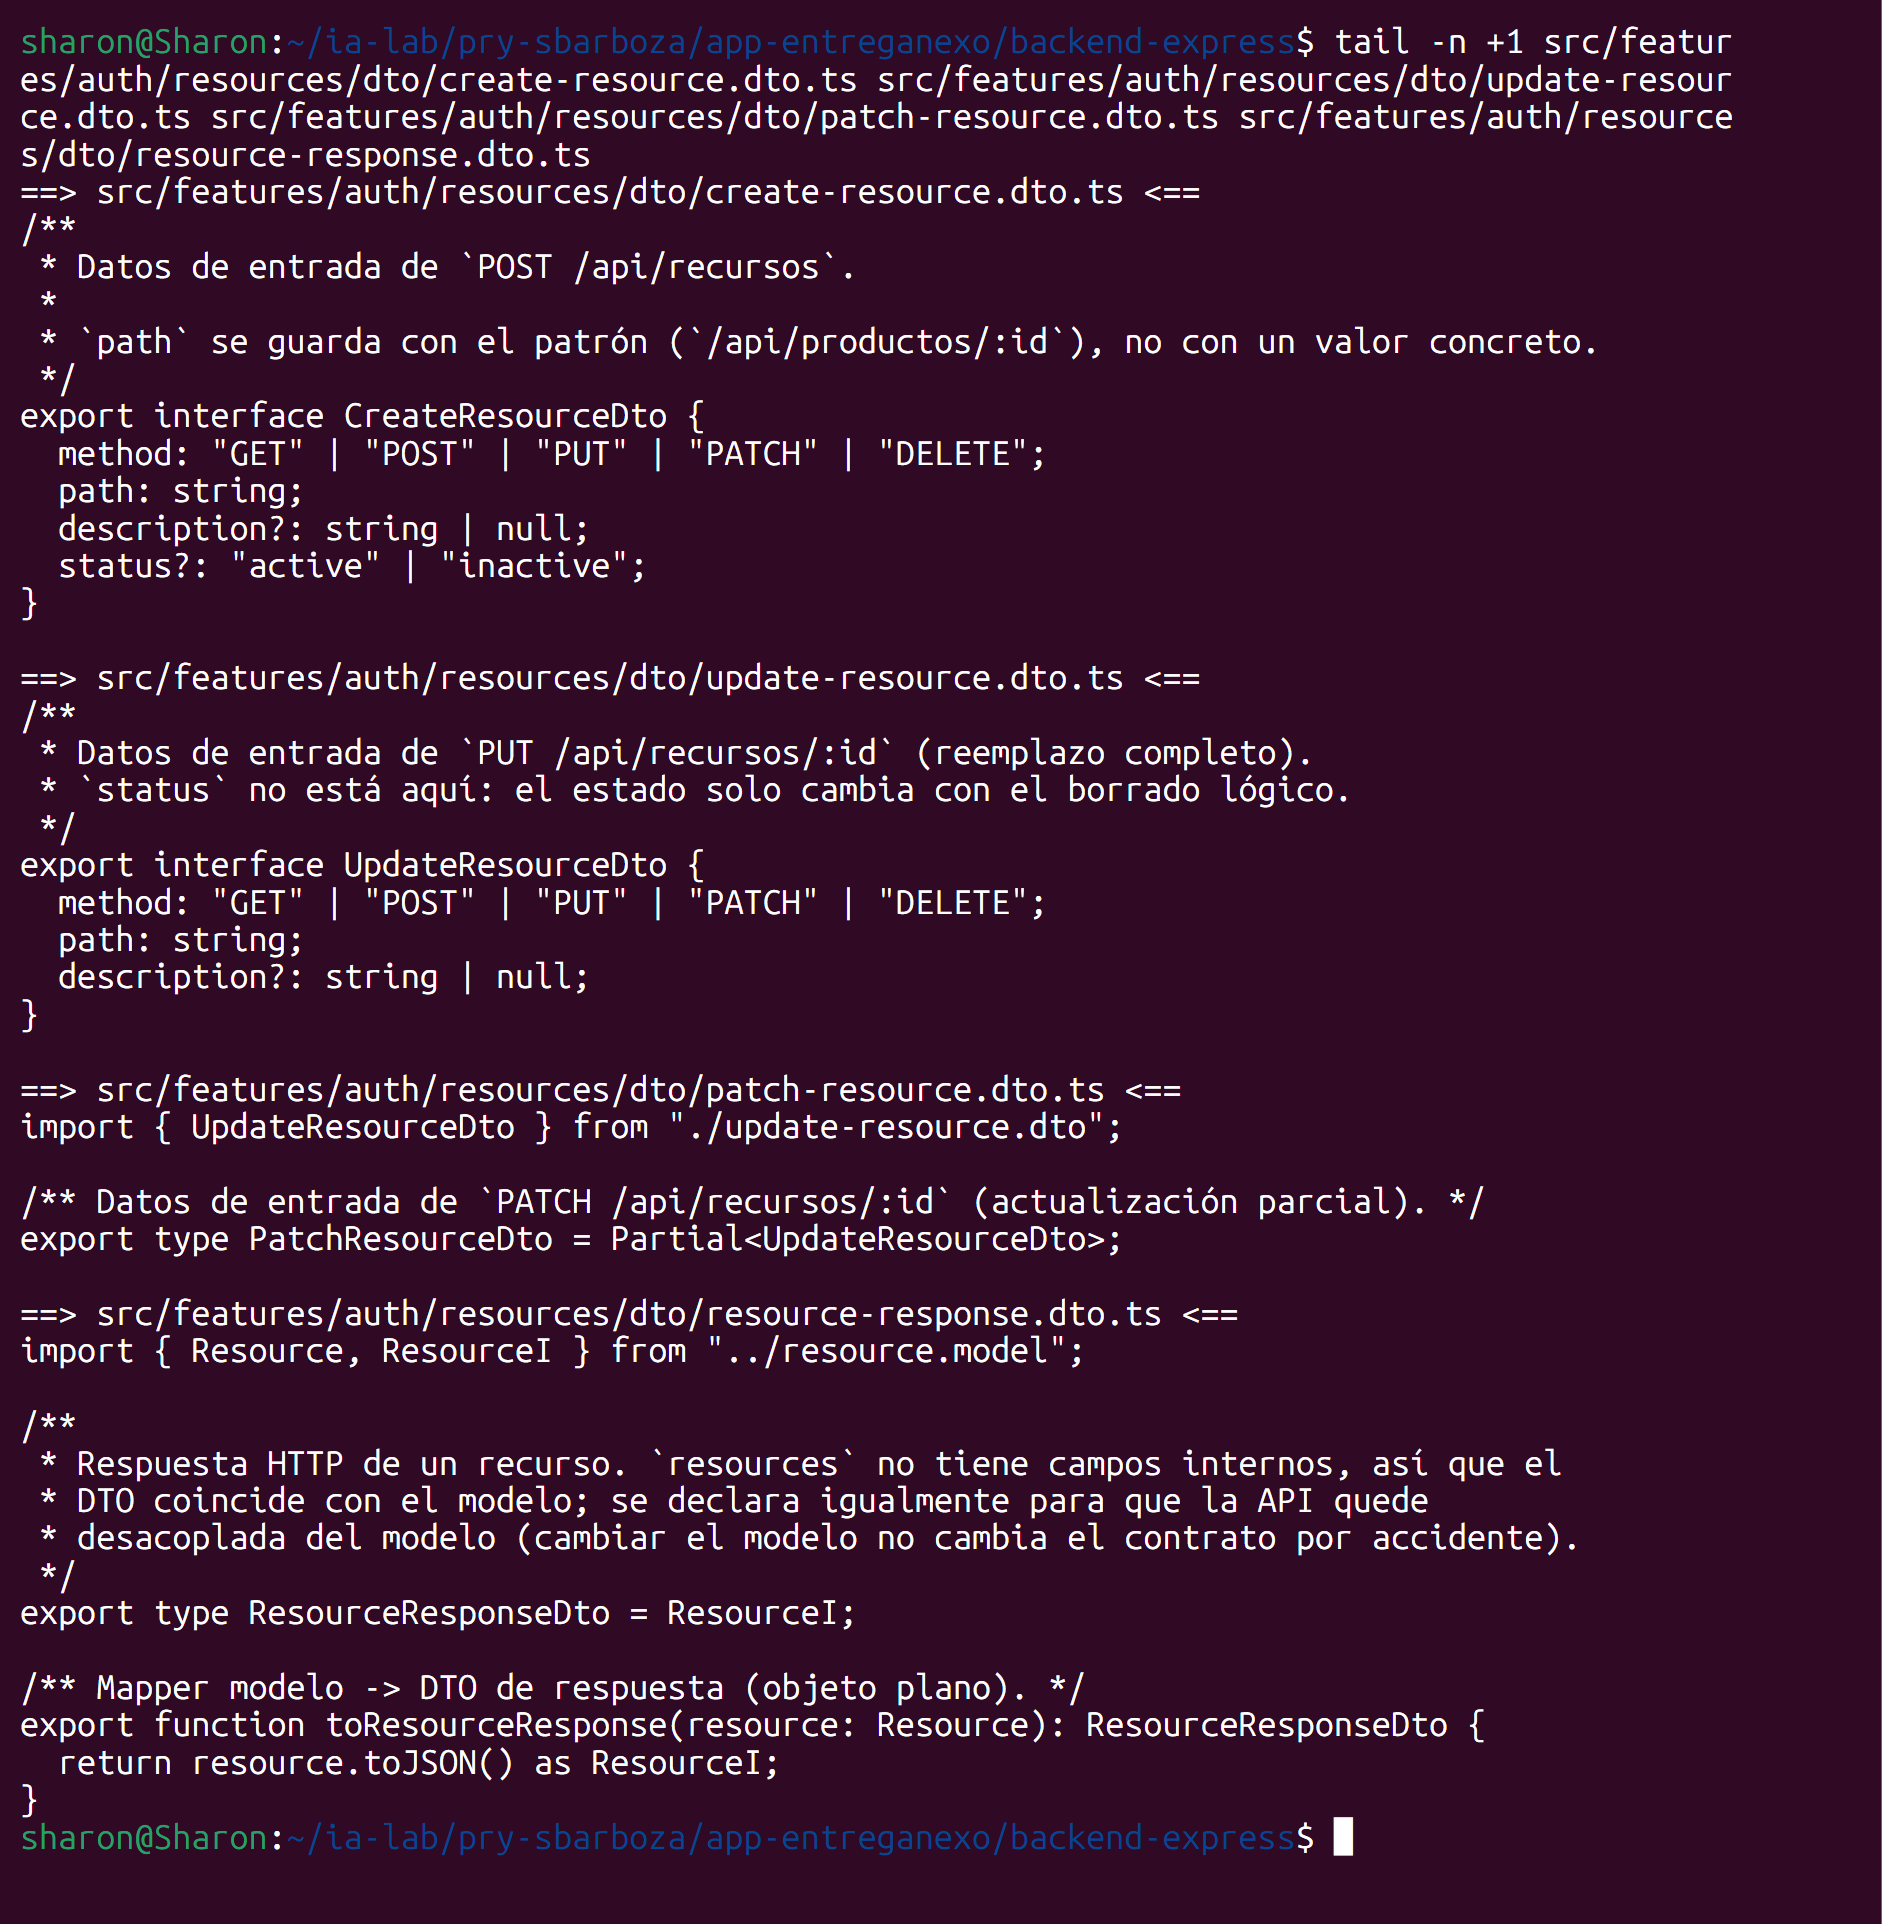 sharon@Sharon:~/ia-lab/pry-sbarboza/app-entreganexo/backend-express$ tail -n +1 src/featur
es/auth/resources/dto/create-resource.dto.ts src/features/auth/resources/dto/update-resour
ce.dto.ts src/features/auth/resources/dto/patch-resource.dto.ts src/features/auth/resource
s/dto/resource-response.dto.ts
==> src/features/auth/resources/dto/create-resource.dto.ts <==
/**
 * Datos de entrada de `POST /api/recursos`.
 *
 * `path` se guarda con el patrón (`/api/productos/:id`), no con un valor concreto.
 */
export interface CreateResourceDto {
  method: "GET" | "POST" | "PUT" | "PATCH" | "DELETE";
  path: string;
  description?: string | null;
  status?: "active" | "inactive";
}

==> src/features/auth/resources/dto/update-resource.dto.ts <==
/**
 * Datos de entrada de `PUT /api/recursos/:id` (reemplazo completo).
 * `status` no está aquí: el estado solo cambia con el borrado lógico.
 */
export interface UpdateResourceDto {
  method: "GET" | "POST" | "PUT" | "PATCH" | "DELETE";
  path: string;
  description?: string | null;
}

==> src/features/auth/resources/dto/patch-resource.dto.ts <==
import { UpdateResourceDto } from "./update-resource.dto";

/** Datos de entrada de `PATCH /api/recursos/:id` (actualización parcial). */
export type PatchResourceDto = Partial<UpdateResourceDto>;

==> src/features/auth/resources/dto/resource-response.dto.ts <==
import { Resource, ResourceI } from "../resource.model";

/**
 * Respuesta HTTP de un recurso. `resources` no tiene campos internos, así que el
 * DTO coincide con el modelo; se declara igualmente para que la API quede
 * desacoplada del modelo (cambiar el modelo no cambia el contrato por accidente).
 */
export type ResourceResponseDto = ResourceI;

/** Mapper modelo -> DTO de respuesta (objeto plano). */
export function toResourceResponse(resource: Resource): ResourceResponseDto {
  return resource.toJSON() as ResourceI;
}
sharon@Sharon:~/ia-lab/pry-sbarboza/app-entreganexo/backend-express$